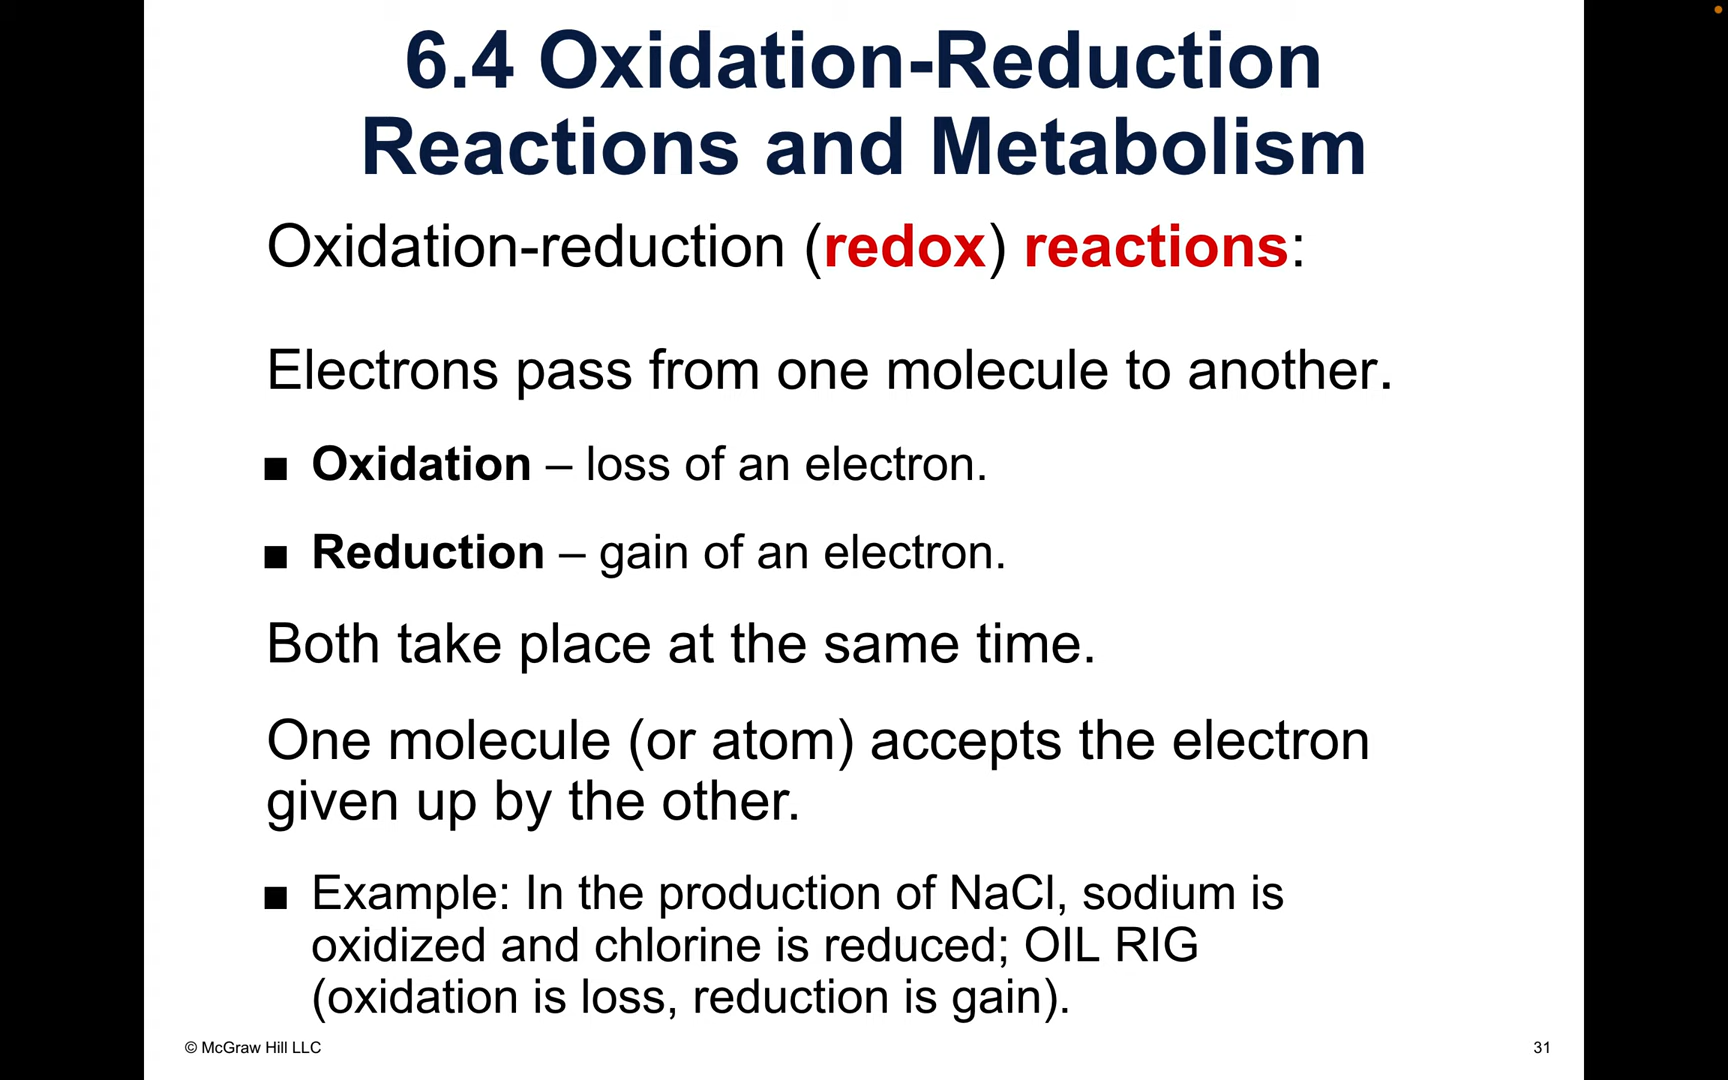 6.4 Oxidation-Reduction
Reactions and Metabolism
Oxidation-reduction (redox) reactions:
Electrons pass from one molecule to another.
■ Oxidation – loss of an electron.
■ Reduction – gain of an electron.
Both take place at the same time.
One molecule (or atom) accepts the electron
given up by the other.
■ Example: In the production of NaCl, sodium is
oxidized and chlorine is reduced; OIL RIG
(oxidation is loss, reduction is gain).
© McGraw Hill LLC
31